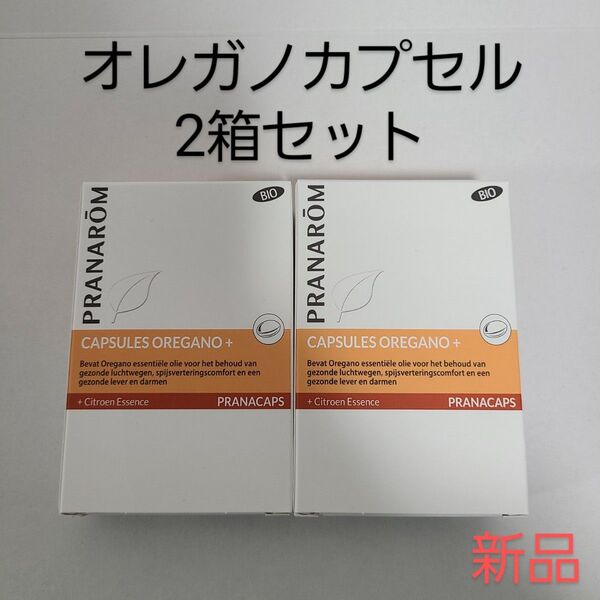 オレガノカプセル
2箱セット
PRANARŌM
BIO
CAPSULES OREGANO +
Bevat Oregano essentiële olie voor het behoud van
gezonde luchtwegen, spijsverteringscomfort en een
gezonde lever en darmen
+ Citroen Essence
PRANACAPS
PRANARŌM
BIO
CAPSULES OREGANO +
Bevat Oregano essentiële olie voor het behoud van
gezonde luchtwegen, spijsverteringscomfort en een
gezonde lever en darmen
+ Citroen Essence
PRANACAPS
新品